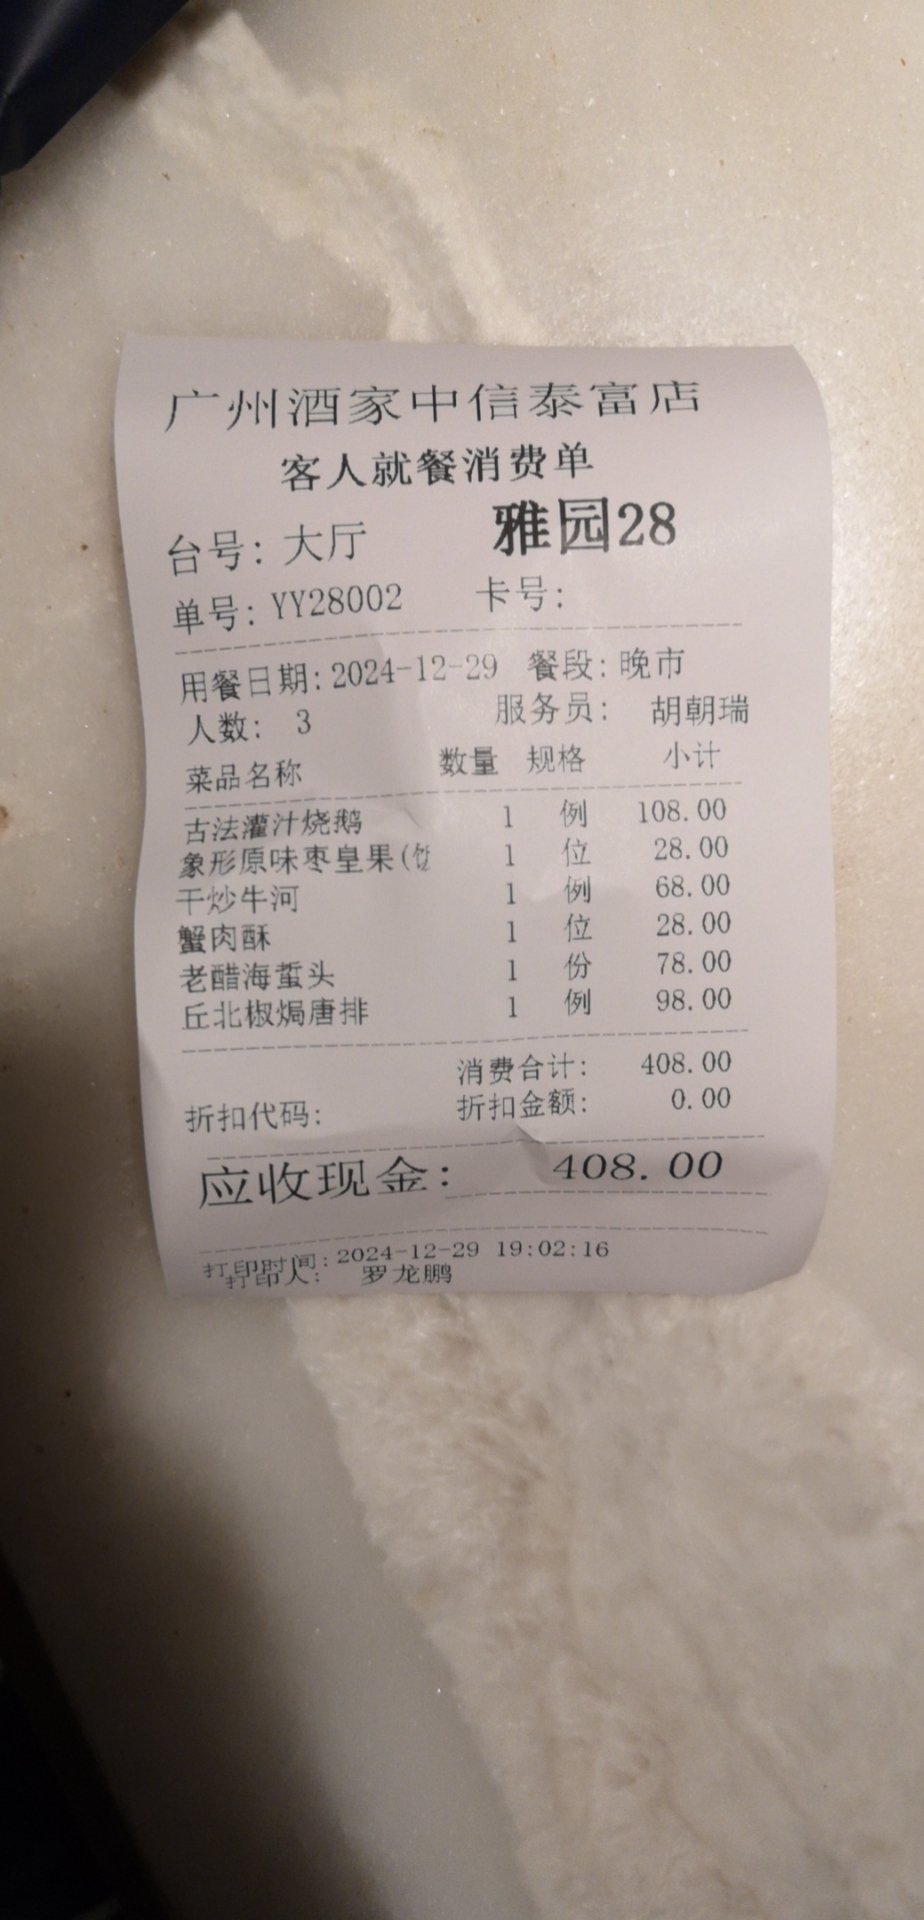 广州酒家中信泰富店
客人就餐消费单
台号: 大厅 雅园28
单号: YY28002 卡号:
用餐日期: 2024-12-29 餐段: 晚市
人数: 3 服务员: 胡朝瑞
菜品名称 数量 规格 小计
古法灌汁烧鹅 1 例 108.00
象形原味枣皇果( 1 位 28.00
干炒牛河 1 例 68.00
蟹肉酥 1 位 28.00
老醋海蜇头 1 份 78.00
丘北椒焗唐排 1 例 98.00
消费合计: 408.00
折扣代码: 折扣金额: 0.00
应收现金: 408.00
打印时间: 2024-12-29 19:02:16
打印人: 罗龙鹏